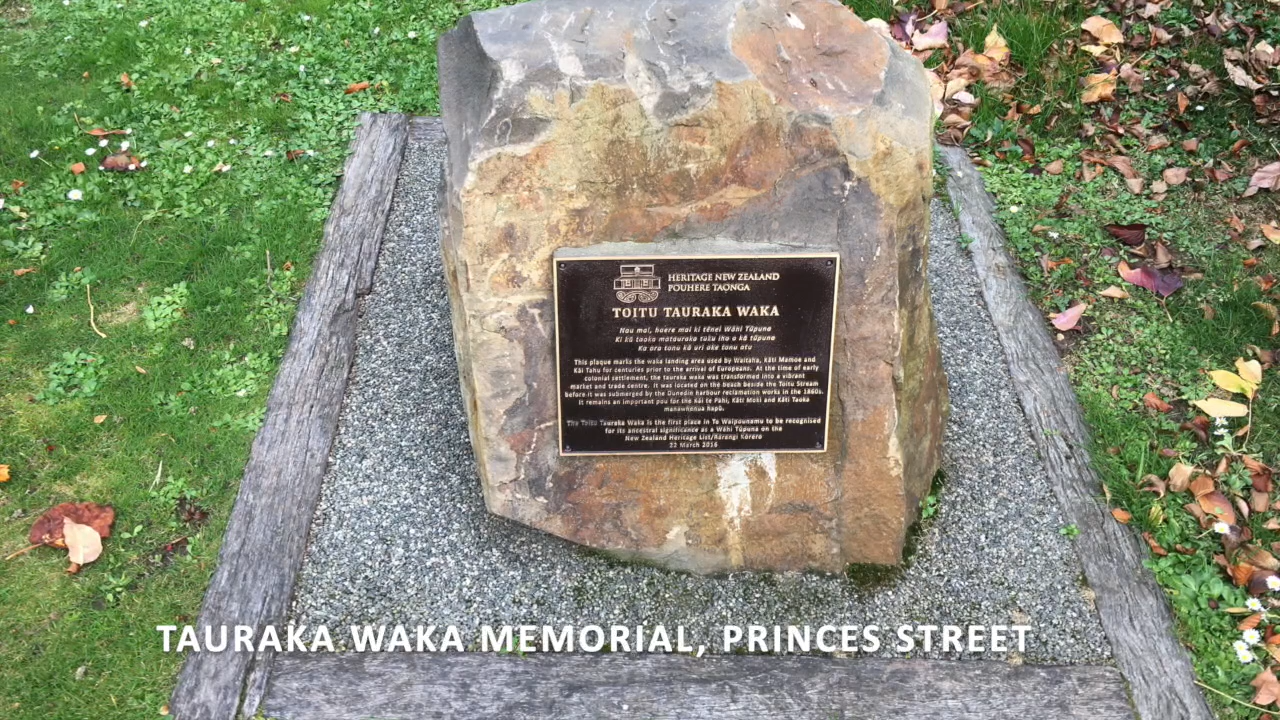 HERITAGE NEW ZEALAND
POUHERE TAONGA
TOITU TAURAKA WAKA
Nau mai, haere mai ki tēnei Wāhi Tūpuna
Ki kā taoka matauraka tuku iho o kā tūpuna
Ka ora tonu kā uri ake tonu atu
This plaque marks the waka landing area used by Waitaha, Kāti Mamoe and
Kāi Tahu for centuries prior to the arrival of Europeans. At the time of early
colonial settlement, the tauraka waka was transformed into a vibrant
market and trade centre. It was located on the beach beside the Toitu Stream
before it was submerged by the Dunedin harbour reclamation works in the 1860s.
It remains an important pou for the Kāi te Pahi, Kāti Moki and Kāti Taoka
manawhenua hapū.
The Toitu Tauraka Waka is the first place in Te Waipounamu to be recognised
for its ancestral significance as a Wāhi Tūpuna on the
New Zealand Heritage List/Rārangi Kōrero
22 March 2016
TAURAKA WAKA MEMORIAL, PRINCES STREET